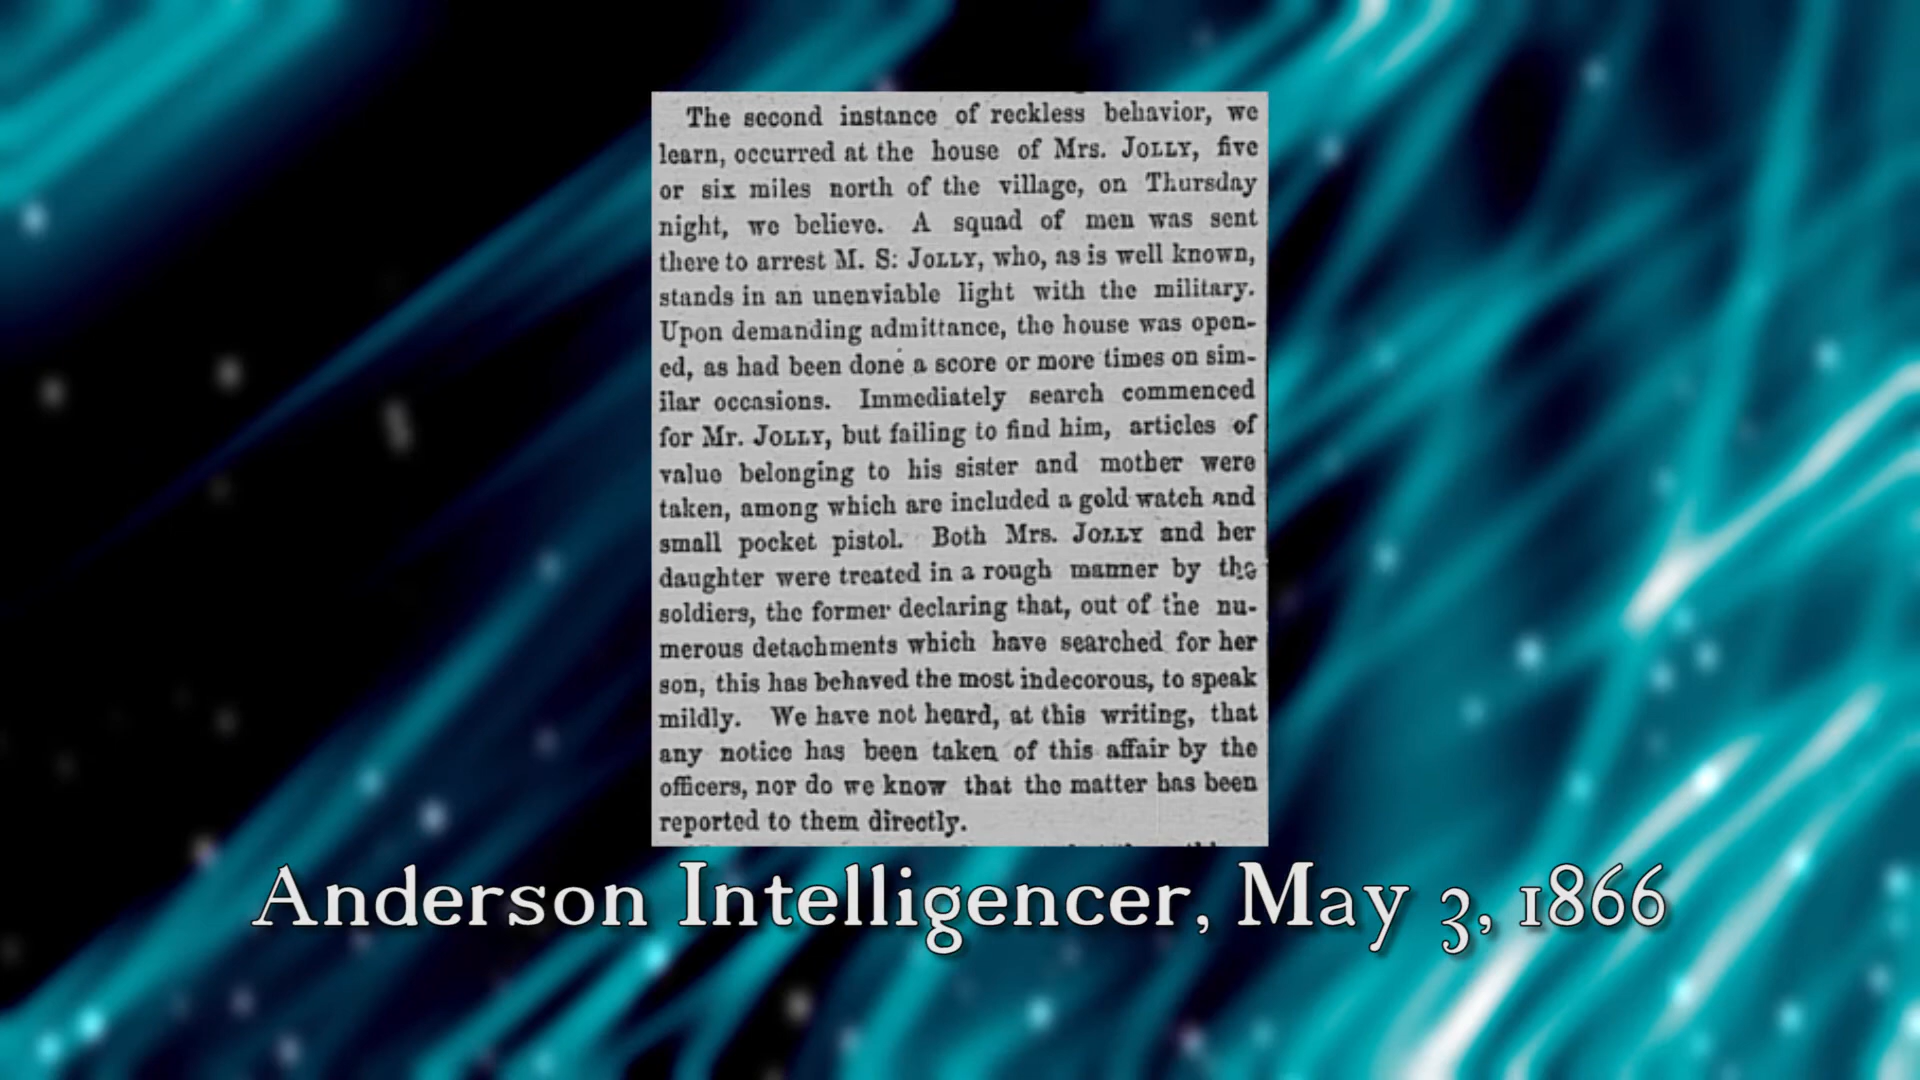 The second instance of reckless behavior, we
learn, occurred at the house of Mrs. JOLLY, five
or six miles north of the village, on Thursday
night, we believe. A squad of men was sent
there to arrest M. S: JOLLY, who, as is well known,
stands in an unenviable light with the military.
Upon demanding admittance, the house was open-
ed, as had been done a score or more times on sim-
ilar occasions. Immediately search commenced
for Mr. JOLLY, but failing to find him, articles of
value belonging to his sister and mother were
taken, among which are included a gold watch and
small pocket pistol. Both Mrs. JOLLY and her
daughter were treated in a rough manner by the
soldiers, the former declaring that, out of the nu-
merous detachments which have searched for her
son, this has behaved the most indecorous, to speak
mildly. We have not heard, at this writing, that
any notice has been taken of this affair by the
officers, nor do we know that the matter has been
reported to them directly.
Anderson Intelligencer, May 3, 1866